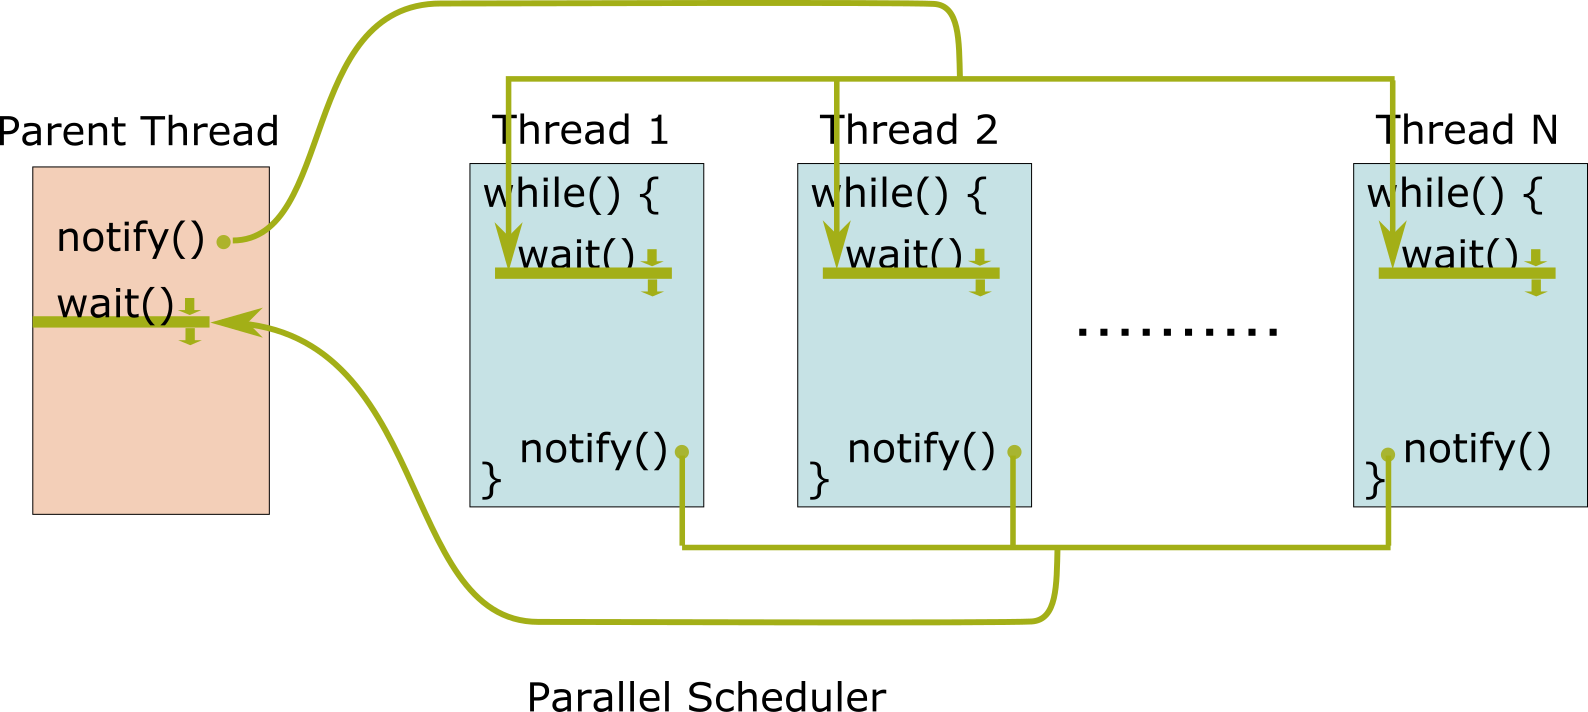 Parent Thread
notify()
wait()
Thread 1
while() {
wait()
notify()
}
Thread 2
while() {
wait()
notify()
}
..........
Thread N
while() {
wait()
notify()
}
Parallel Scheduler